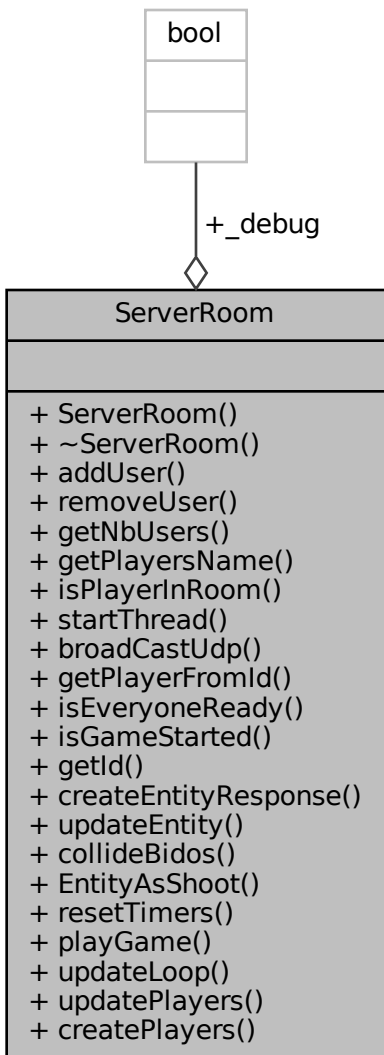 bool
+_debug
ServerRoom
+ ServerRoom()
+ ~ServerRoom()
+ addUser()
+ removeUser()
+ getNbUsers()
+ getPlayersName()
+ isPlayerInRoom()
+ startThread()
+ broadCastUdp()
+ getPlayerFromId()
+ isEveryoneReady()
+ isGameStarted()
+ getId()
+ createEntityResponse()
+ updateEntity()
+ collideBidos()
+ EntityAsShoot()
+ resetTimers()
+ playGame()
+ updateLoop()
+ updatePlayers()
+ createPlayers()